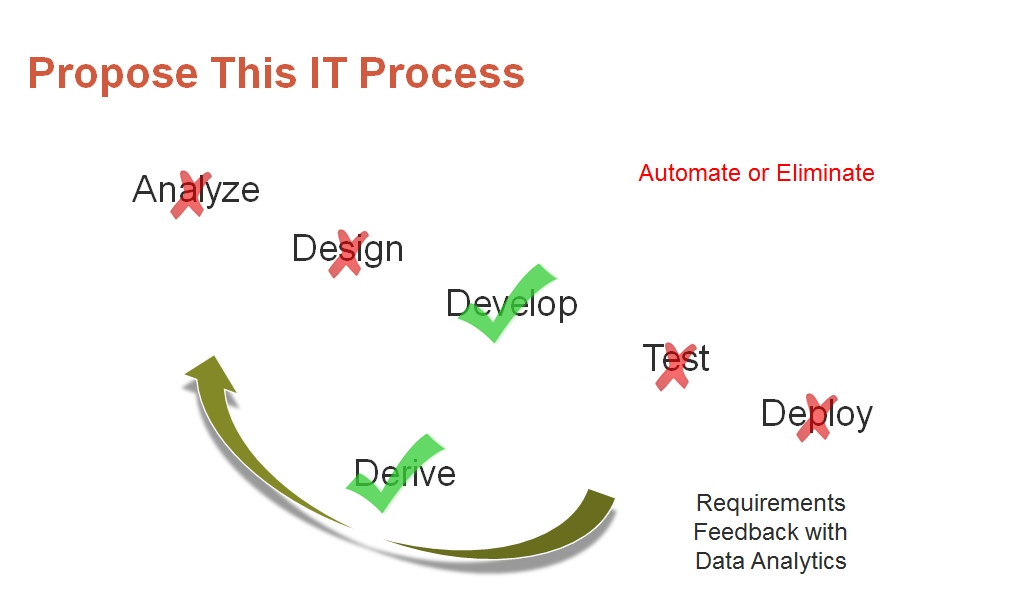 Propose This IT Process
Automate or Eliminate
Analyze
Design
Develop
Test
Deploy
Derive
Requirements
Feedback with
Data Analytics